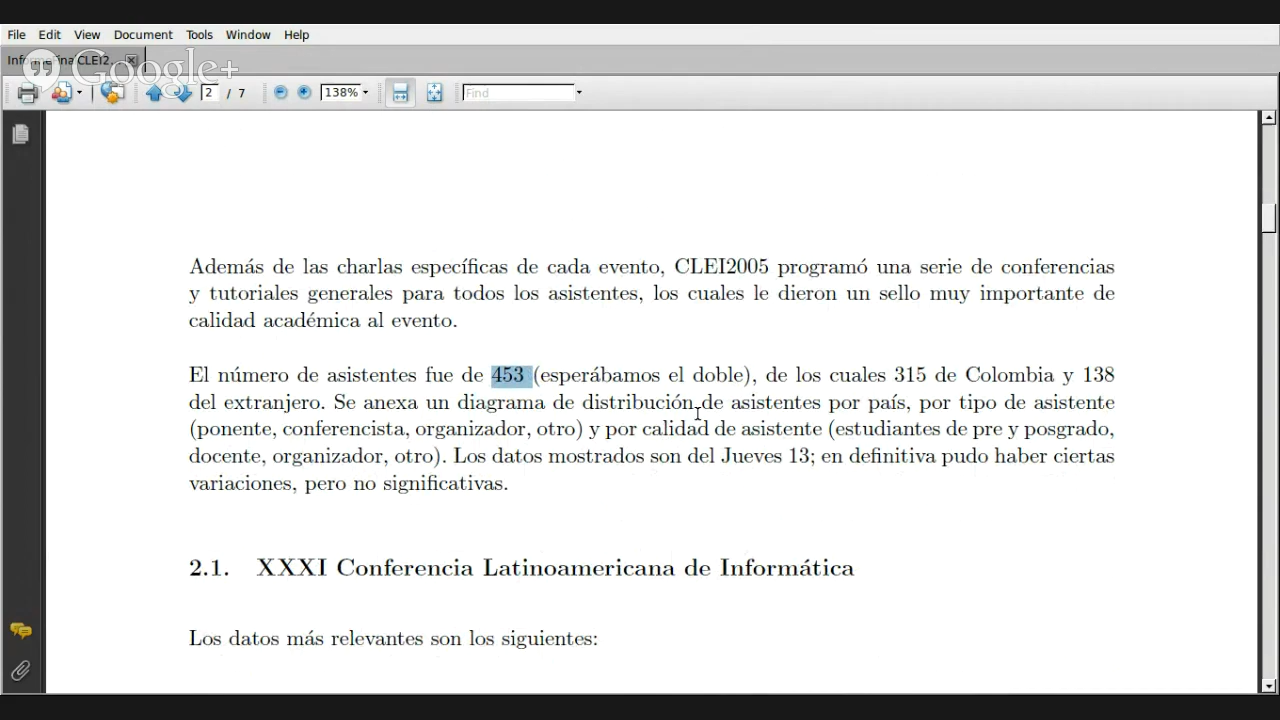 File Edit View Document Tools Window Help
Google+
2 / 7 138% Find
Además de las charlas específicas de cada evento, CLEI2005 programó una serie de conferencias
y tutoriales generales para todos los asistentes, los cuales le dieron un sello muy importante de
calidad académica al evento.
El número de asistentes fue de 453 (esperábamos el doble), de los cuales 315 de Colombia y 138
del extranjero. Se anexa un diagrama de distribución de asistentes por país, por tipo de asistente
(ponente, conferencista, organizador, otro) y por calidad de asistente (estudiantes de pre y posgrado,
docente, organizador, otro). Los datos mostrados son del Jueves 13; en definitiva pudo haber ciertas
variaciones, pero no significativas.
2.1. XXXI Conferencia Latinoamericana de Informática
Los datos más relevantes son los siguientes: